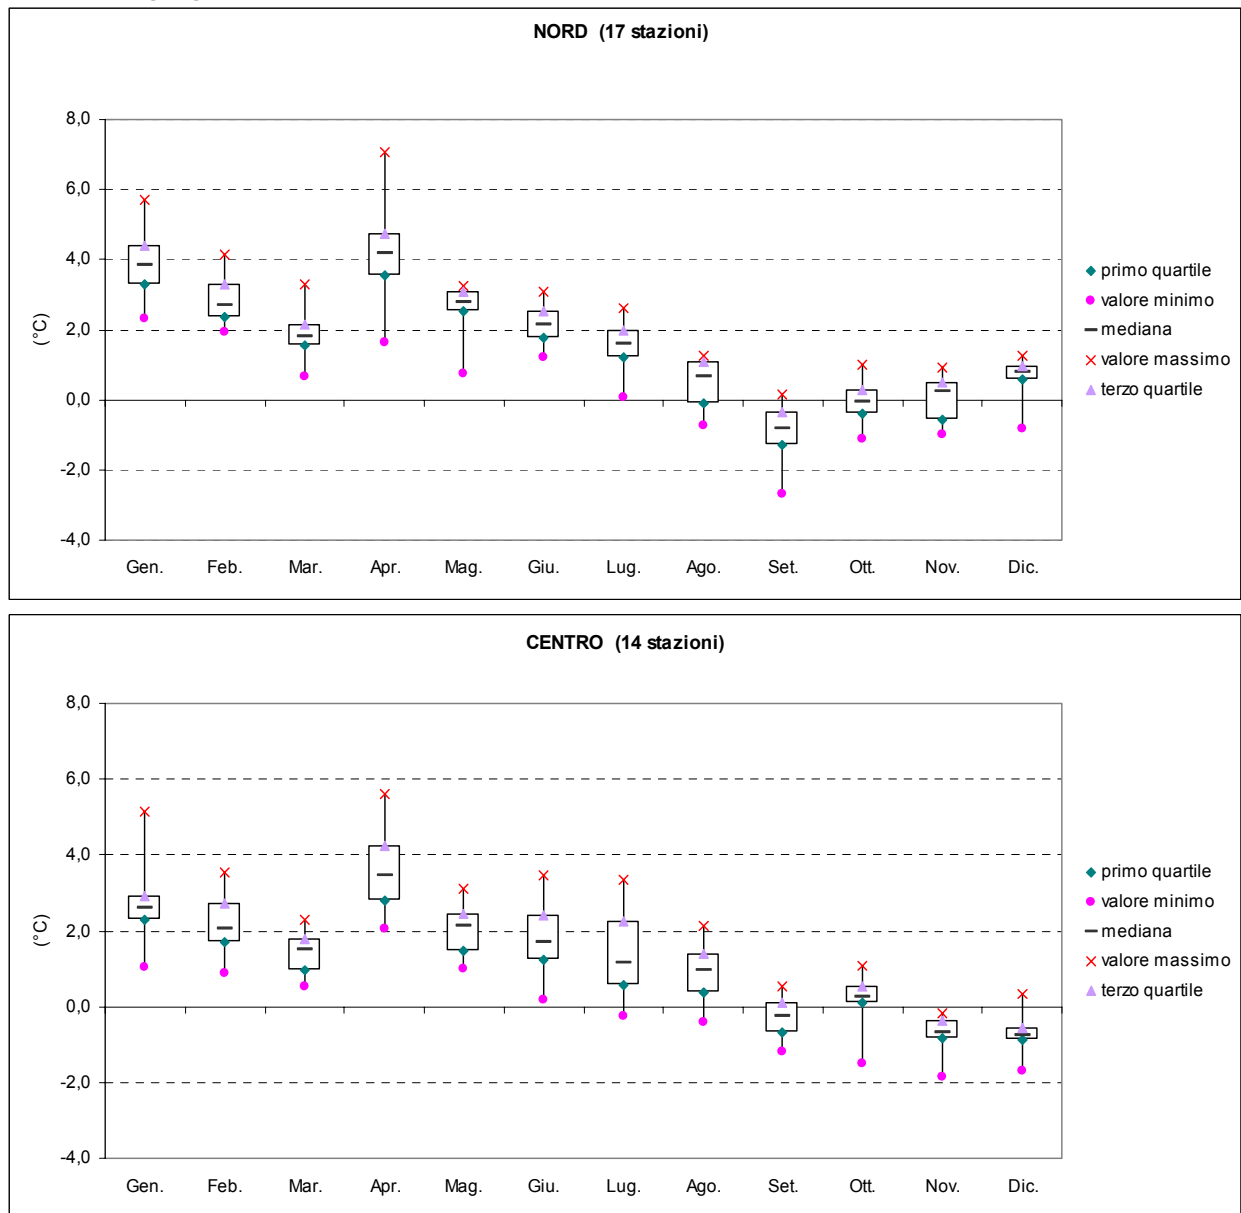 NORD (17 stazioni)
8,0
6,0
4,0
2,0
0,0
-2,0
-4,0
(°C)
Gen. Feb. Mar. Apr. Mag. Giu. Lug. Ago. Set. Ott. Nov. Dic.
primo quartile
valore minimo
mediana
valore massimo
terzo quartile
CENTRO (14 stazioni)
8,0
6,0
4,0
2,0
0,0
-2,0
-4,0
(°C)
Gen. Feb. Mar. Apr. Mag. Giu. Lug. Ago. Set. Ott. Nov. Dic.
primo quartile
valore minimo
mediana
valore massimo
terzo quartile